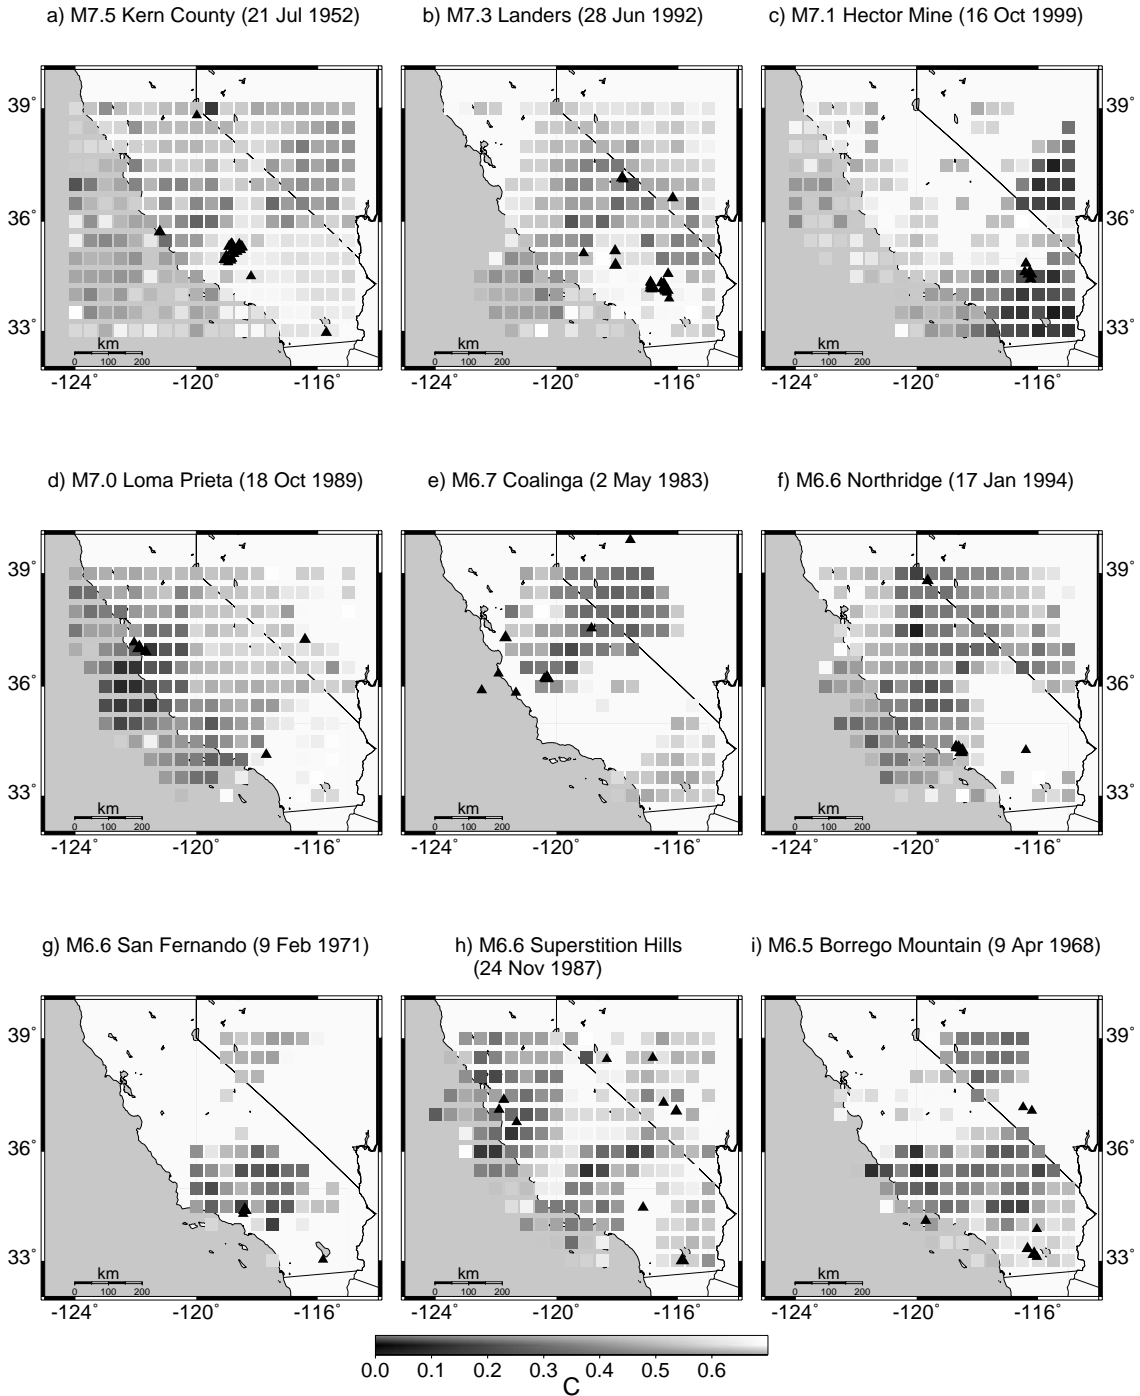 a) M7.5 Kern County (21 Jul 1952)
b) M7.3 Landers (28 Jun 1992)
c) M7.1 Hector Mine (16 Oct 1999)
39˚
39˚
36˚
36˚
33˚
33˚
km
0 100 200
km
0 100 200
km
0 100 200
-124˚ -120˚ -116˚
-124˚ -120˚ -116˚
-124˚ -120˚ -116˚
d) M7.0 Loma Prieta (18 Oct 1989)
e) M6.7 Coalinga (2 May 1983)
f) M6.6 Northridge (17 Jan 1994)
39˚
39˚
36˚
36˚
33˚
33˚
km
0 100 200
km
0 100 200
km
0 100 200
-124˚ -120˚ -116˚
-124˚ -120˚ -116˚
-124˚ -120˚ -116˚
g) M6.6 San Fernando (9 Feb 1971)
h) M6.6 Superstition Hills
(24 Nov 1987)
i) M6.5 Borrego Mountain (9 Apr 1968)
39˚
39˚
36˚
36˚
33˚
33˚
km
0 100 200
km
0 100 200
km
0 100 200
-124˚ -120˚ -116˚
-124˚ -120˚ -116˚
-124˚ -120˚ -116˚
0.0 0.1 0.2 0.3 0.4 0.5 0.6
C